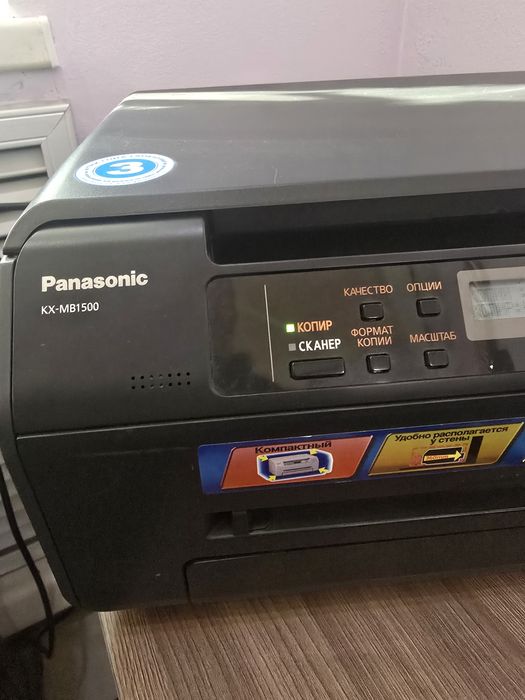 3
Panasonic
KX-MB1500
КАЧЕСТВО ОПЦИИ
КОПИР
СКАНЕР
ФОРМАТ КОПИИ
МАСШТАБ
Компактный
Удобно располагается
у стены